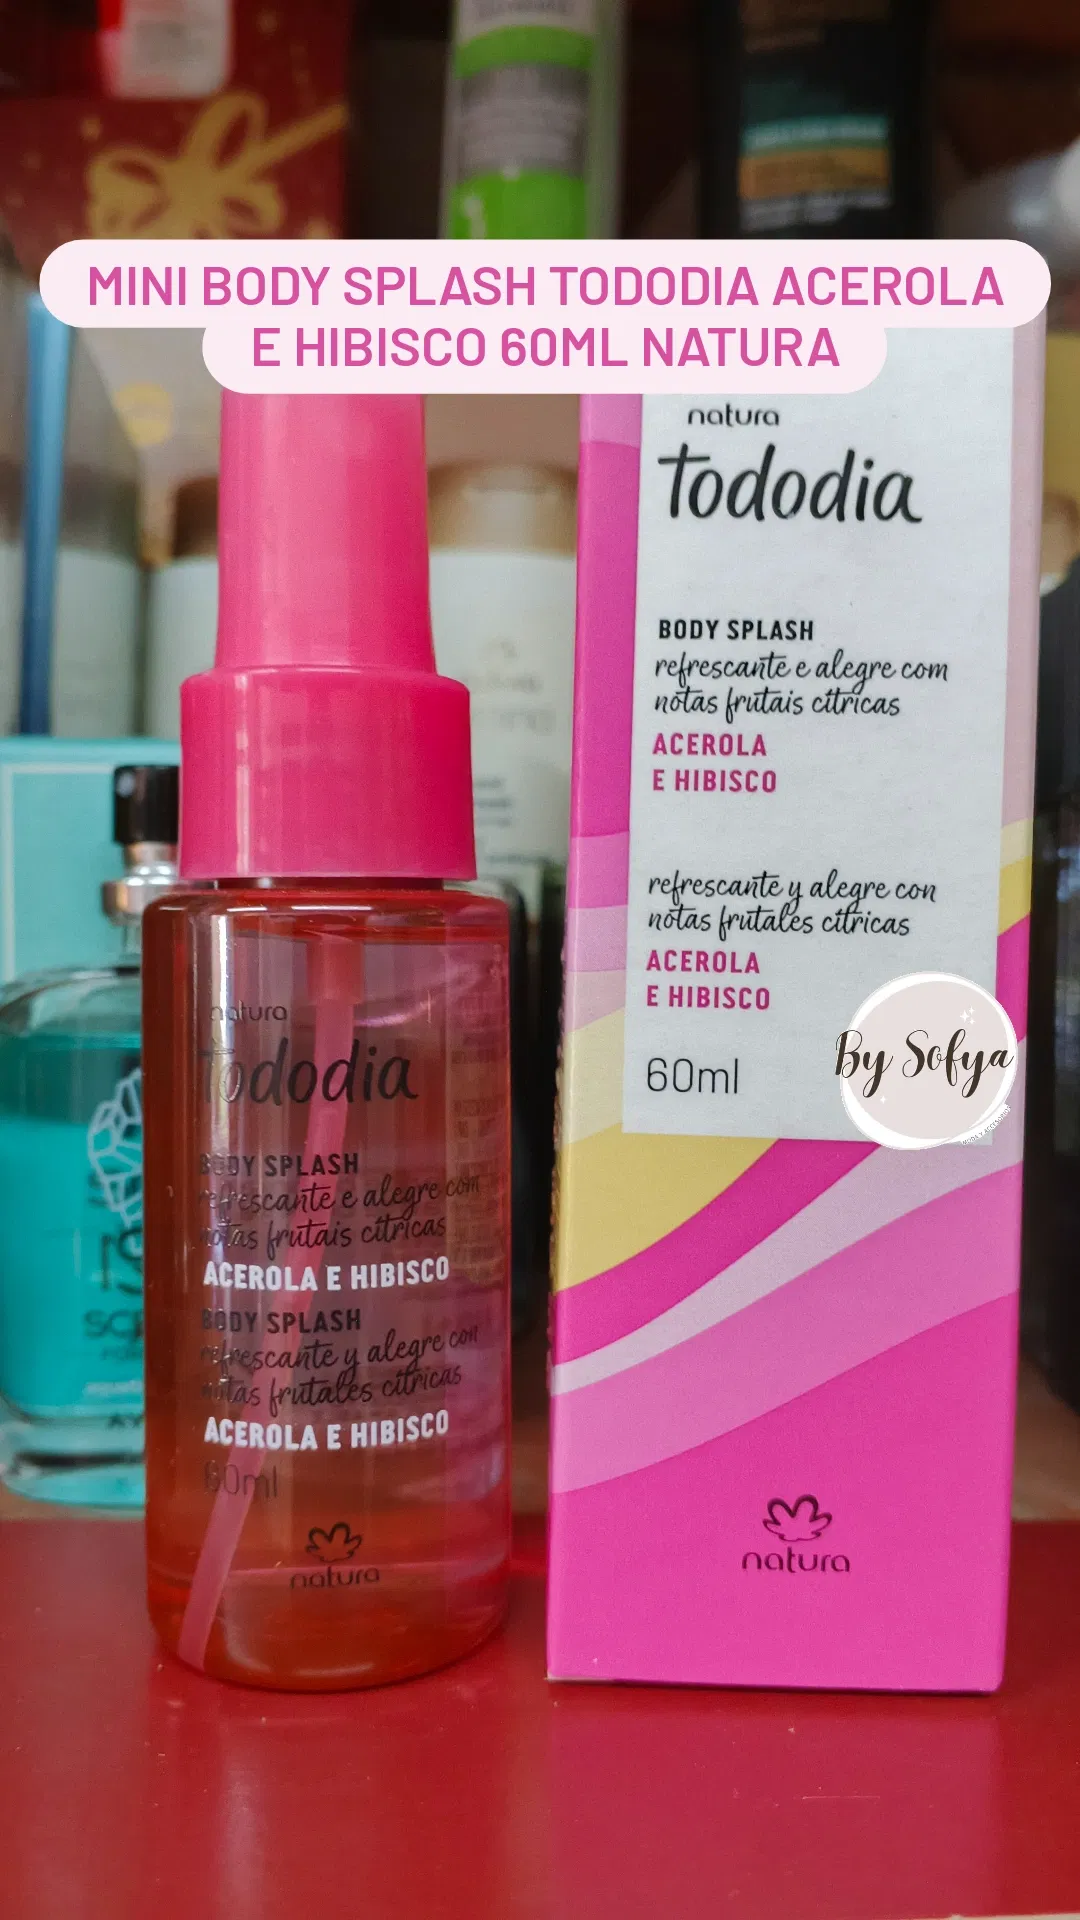 MINI BODY SPLASH TODODIA ACEROLA
E HIBISCO 60ML NATURA
natura
tododia
BODY SPLASH
refrescante e alegre com
notas frutais cítricas
ACEROLA
E HIBISCO
refrescante y alegre con
notas frutales cítricas
ACEROLA
E HIBISCO
60ml
By Sofya
natura
natura
tododia
BODY SPLASH
refrescante e alegre com
notas frutais cítricas
ACEROLA E HIBISCO
BODY SPLASH
refrescante y alegre con
notas frutales cítricas
ACEROLA E HIBISCO
60ml
natura